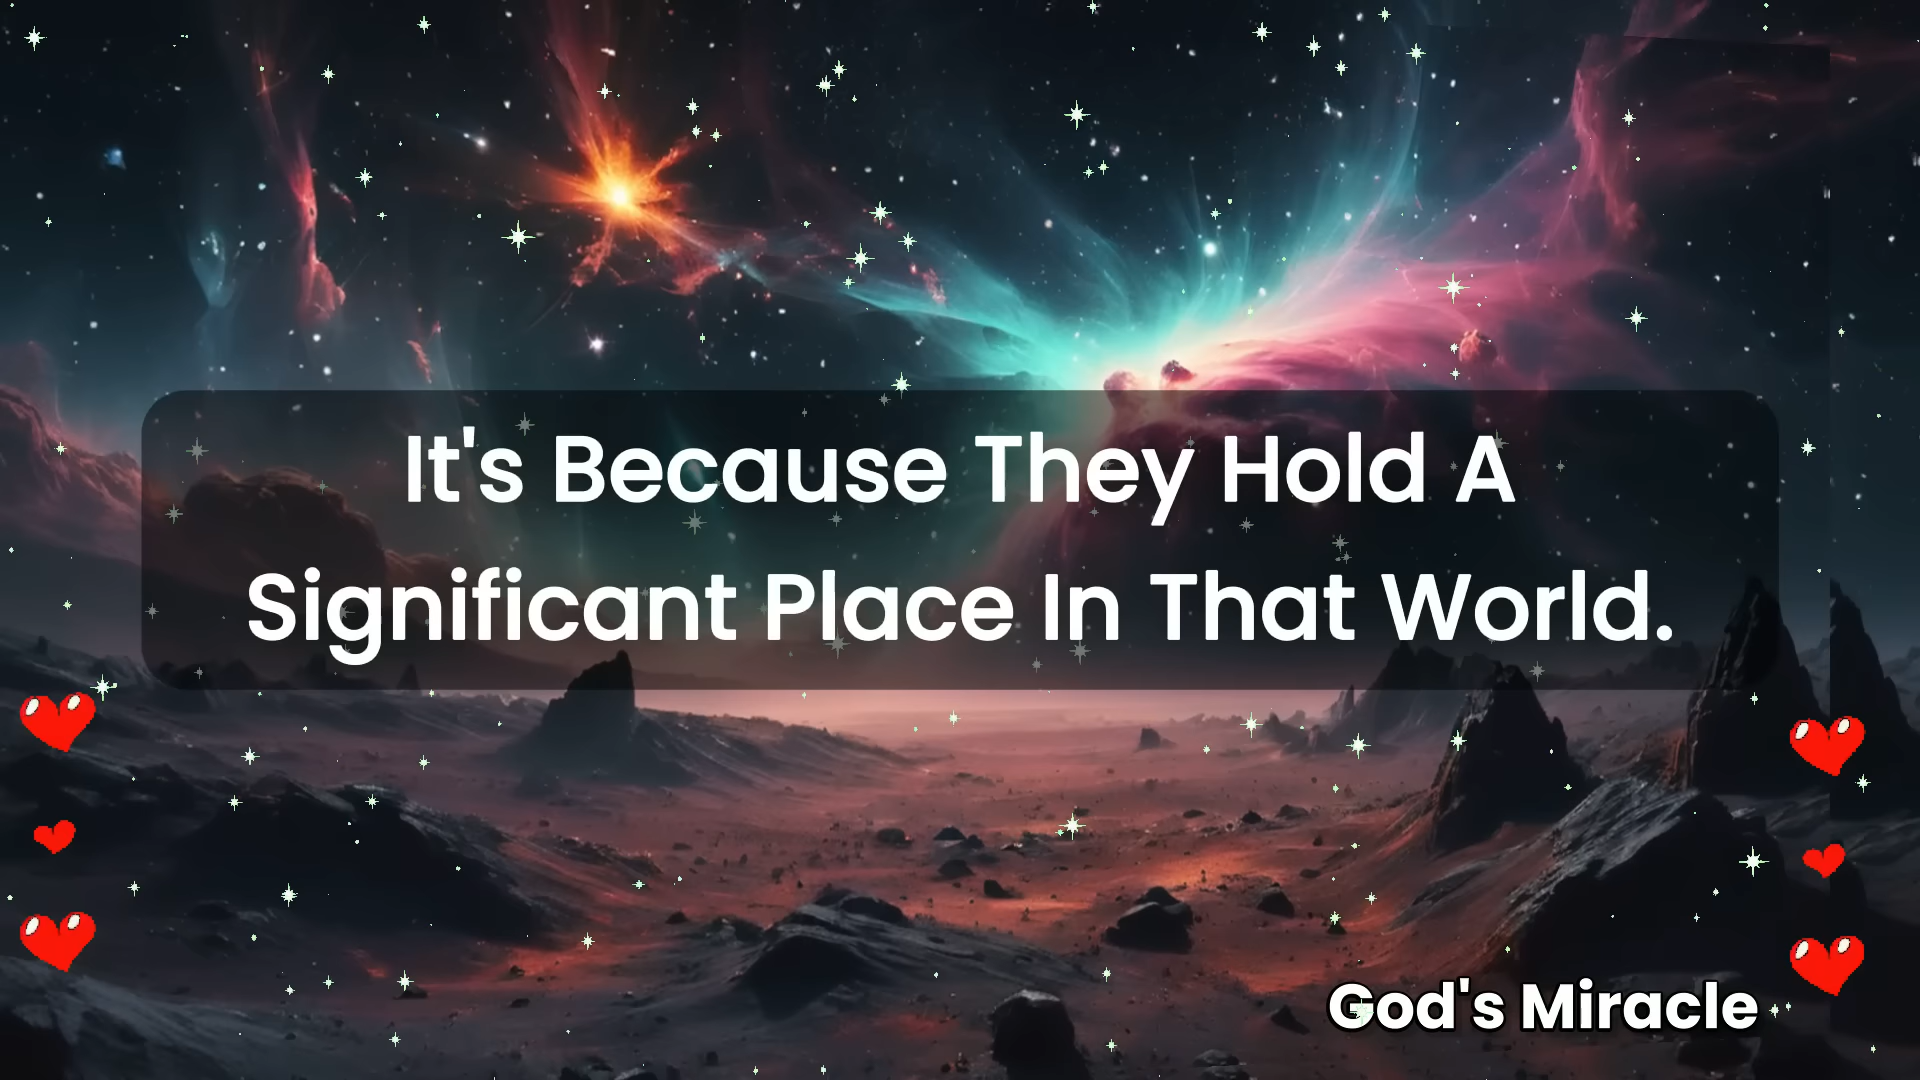 It's Because They Hold A
Significant Place In That World.
God's Miracle